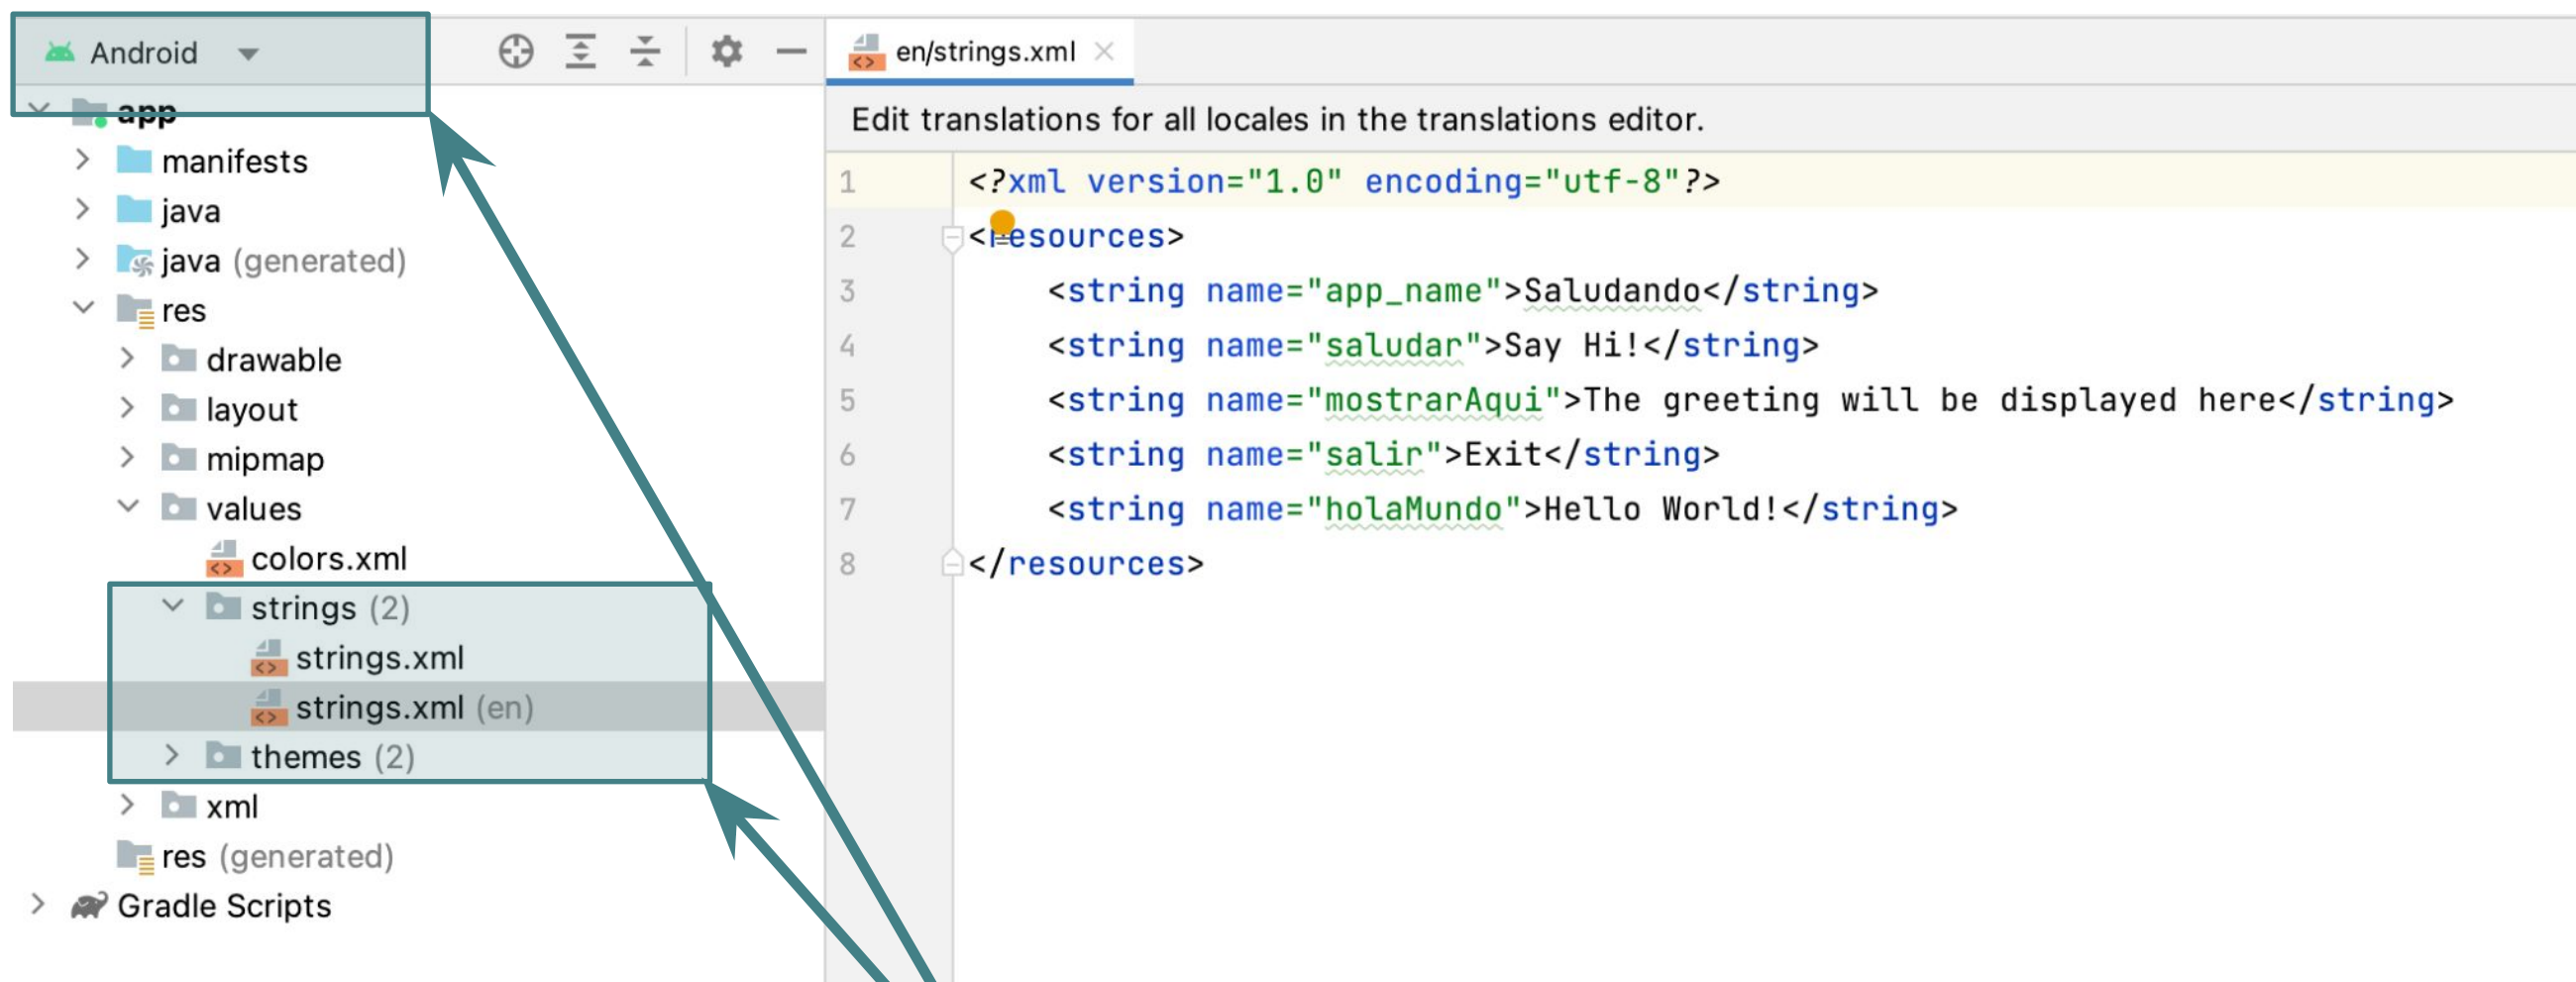 Android
app
manifests
java
java (generated)
res
drawable
layout
mipmap
values
colors.xml
strings (2)
strings.xml
strings.xml (en)
themes (2)
xml
res (generated)
Gradle Scripts
en/strings.xml
Edit translations for all locales in the translations editor.
1 <?xml version="1.0" encoding="utf-8"?>
2 <resources>
3 <string name="app_name">Saludando</string>
4 <string name="saludar">Say Hi!</string>
5 <string name="mostrarAqui">The greeting will be displayed here</string>
6 <string name="salir">Exit</string>
7 <string name="holaMundo">Hello World!</string>
8 </resources>